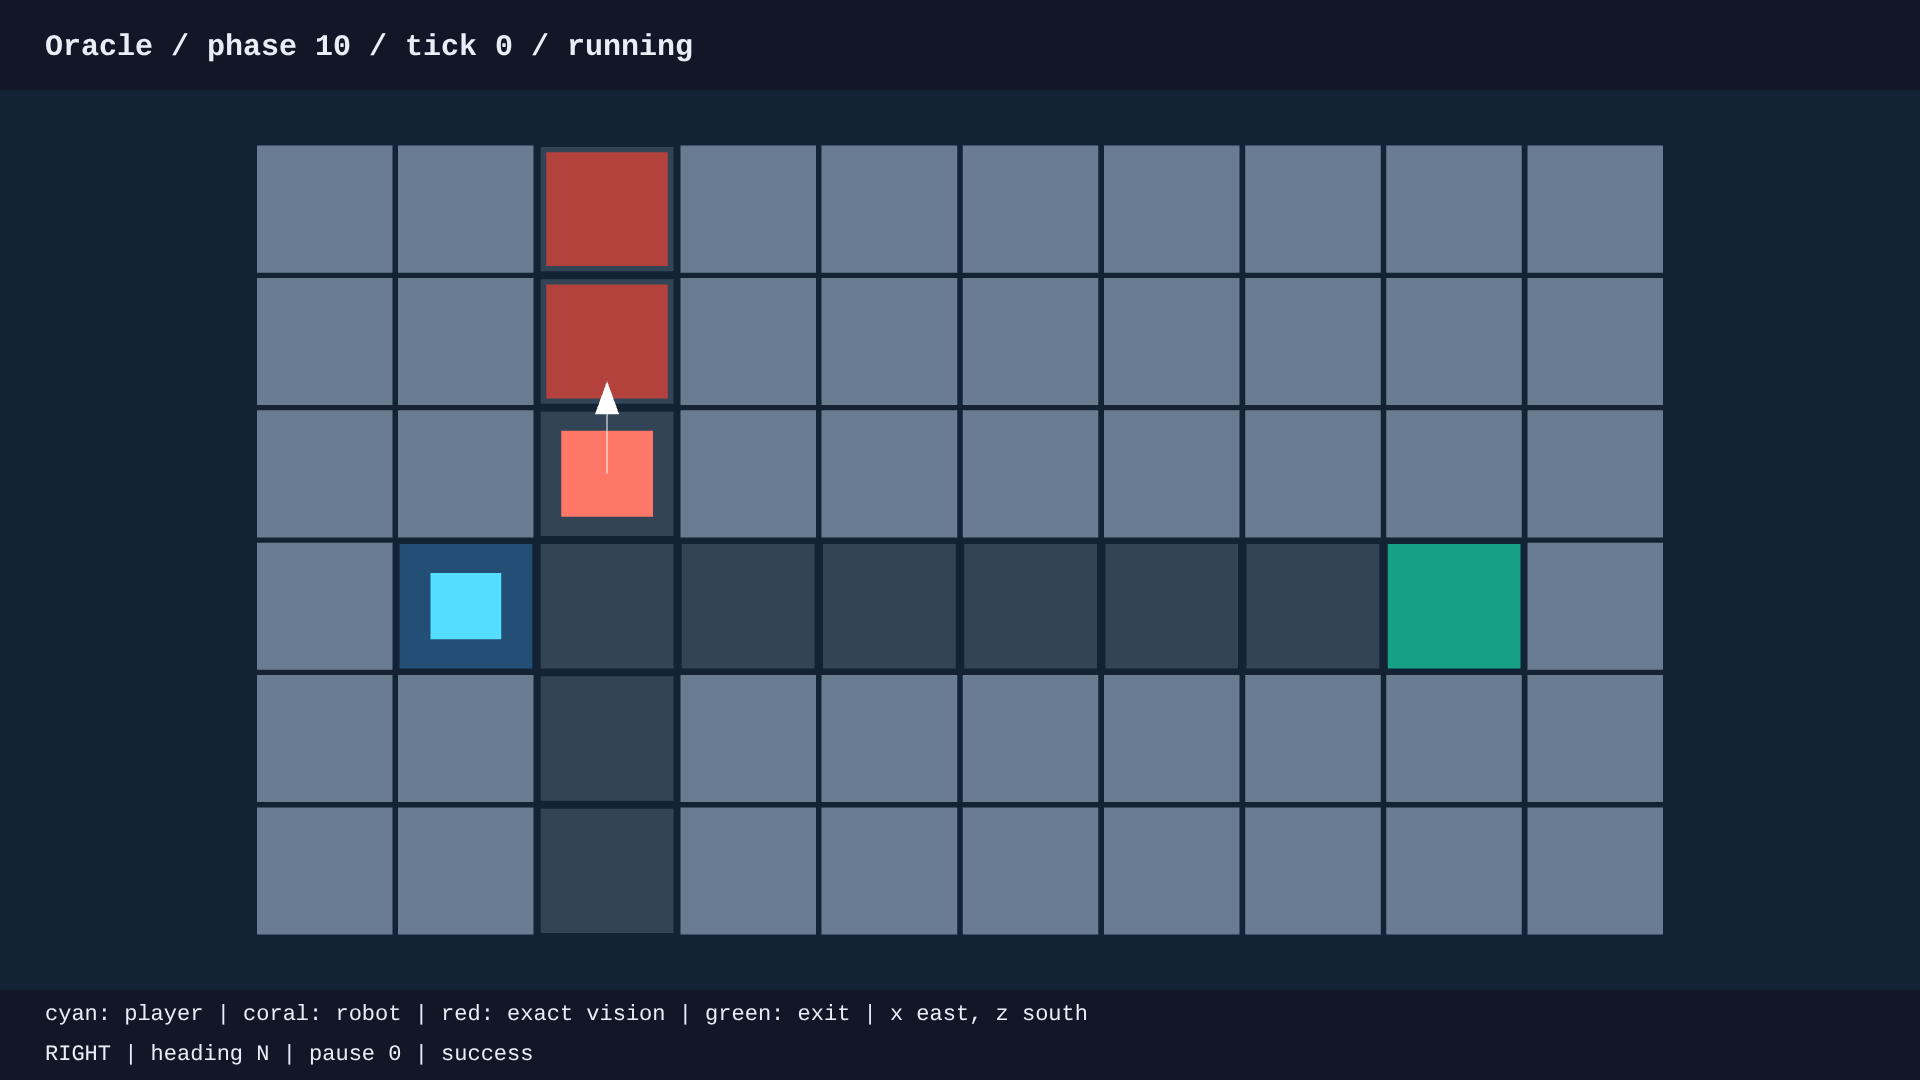 Oracle / phase 10 / tick 0 / running
cyan: player | coral: robot | red: exact vision | green: exit | x east, z south
RIGHT | heading N | pause 0 | success